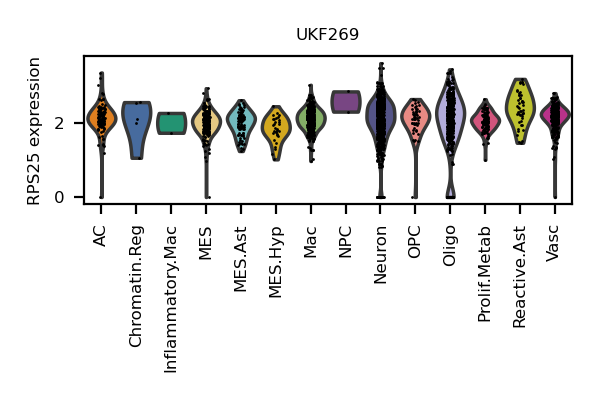 UKF269
RPS25 expression
2
0
AC
Chromatin.Reg
Inflammatory.Mac
MES
MES.Ast
MES.Hyp
Mac
NPC
Neuron
OPC
Oligo
Prolif.Metab
Reactive.Ast
Vasc